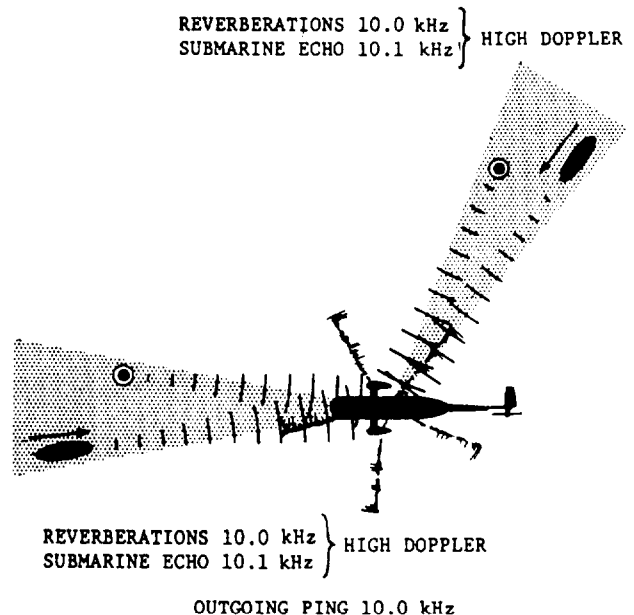 REVERBERATIONS 10.0 kHz
SUBMARINE ECHO 10.1 kHz
HIGH DOPPLER
REVERBERATIONS 10.0 kHz
SUBMARINE ECHO 10.1 kHz
HIGH DOPPLER
OUTGOING PING 10.0 kHz